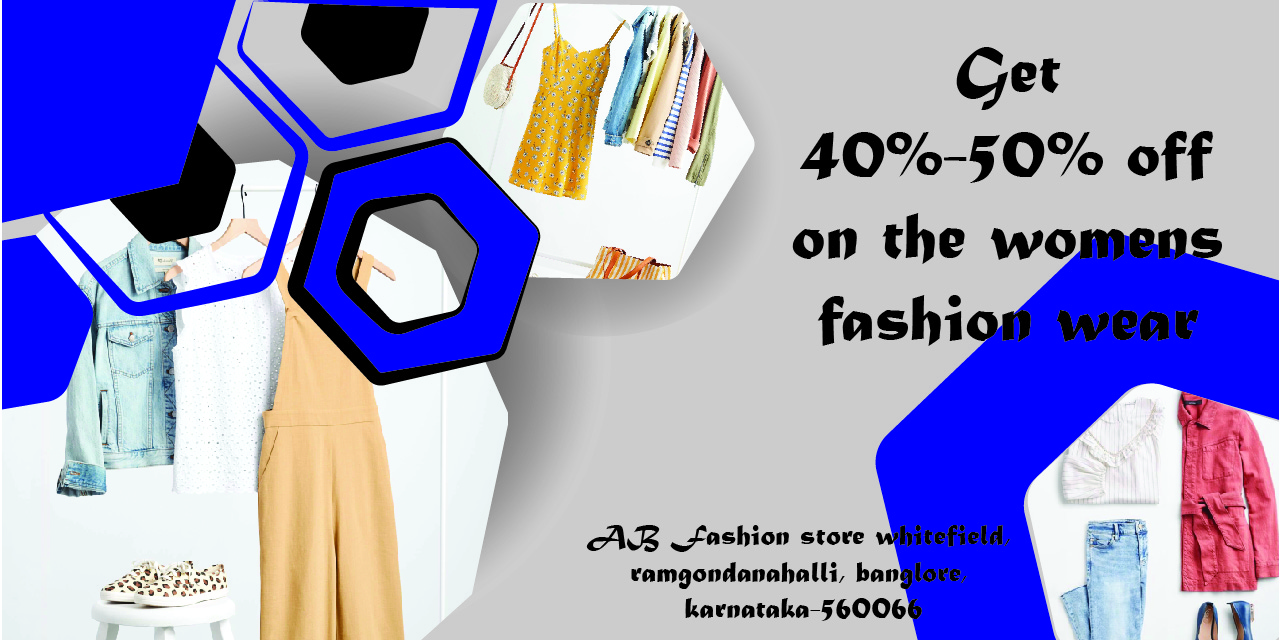 Get
40%-50% off
on the womens
fashion wear
AB Fashion store whitefield,
ramgondanahalli, banglore,
karnataka-560066